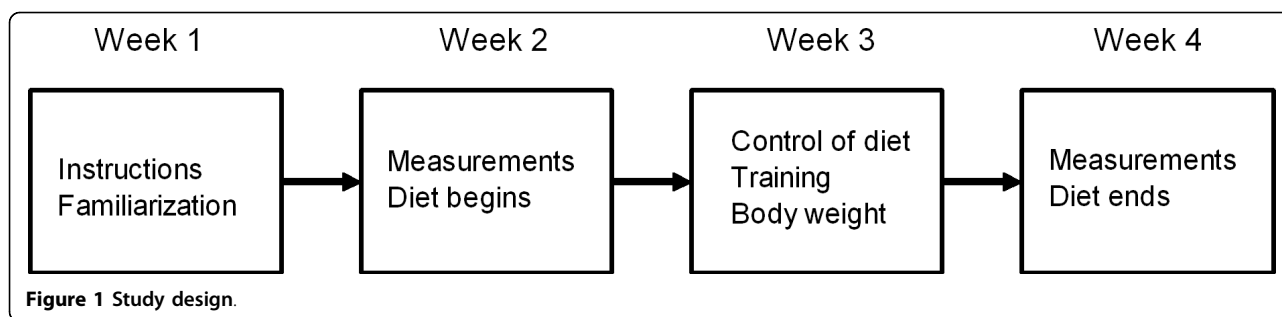 Week 1
Week 2
Week 3
Week 4
Instructions
Familiarization
Measurements
Diet begins
Control of diet
Training
Body weight
Measurements
Diet ends
Figure 1 Study design.